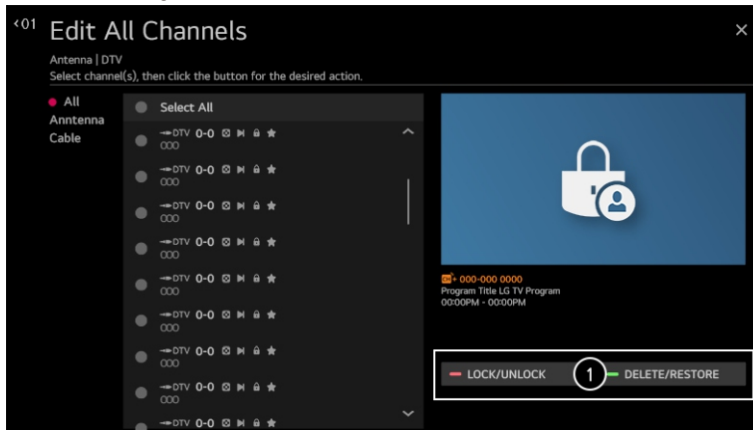 <01 Edit All Channels ×
Antenna | DTV
Select channel(s), then click the button for the desired action.
All
Anntenna
Cable
Select All
DTV 0-0
000
DTV 0-0
000
DTV 0-0
000
DTV 0-0
000
DTV 0-0
000
DTV 0-0
000
DTV 0-0
000
DTV 0-0
000
DTV 0-0
000-000 0000
Program Title LG TV Program
00:00PM - 00:00PM
LOCK/UNLOCK 1 DELETE/RESTORE